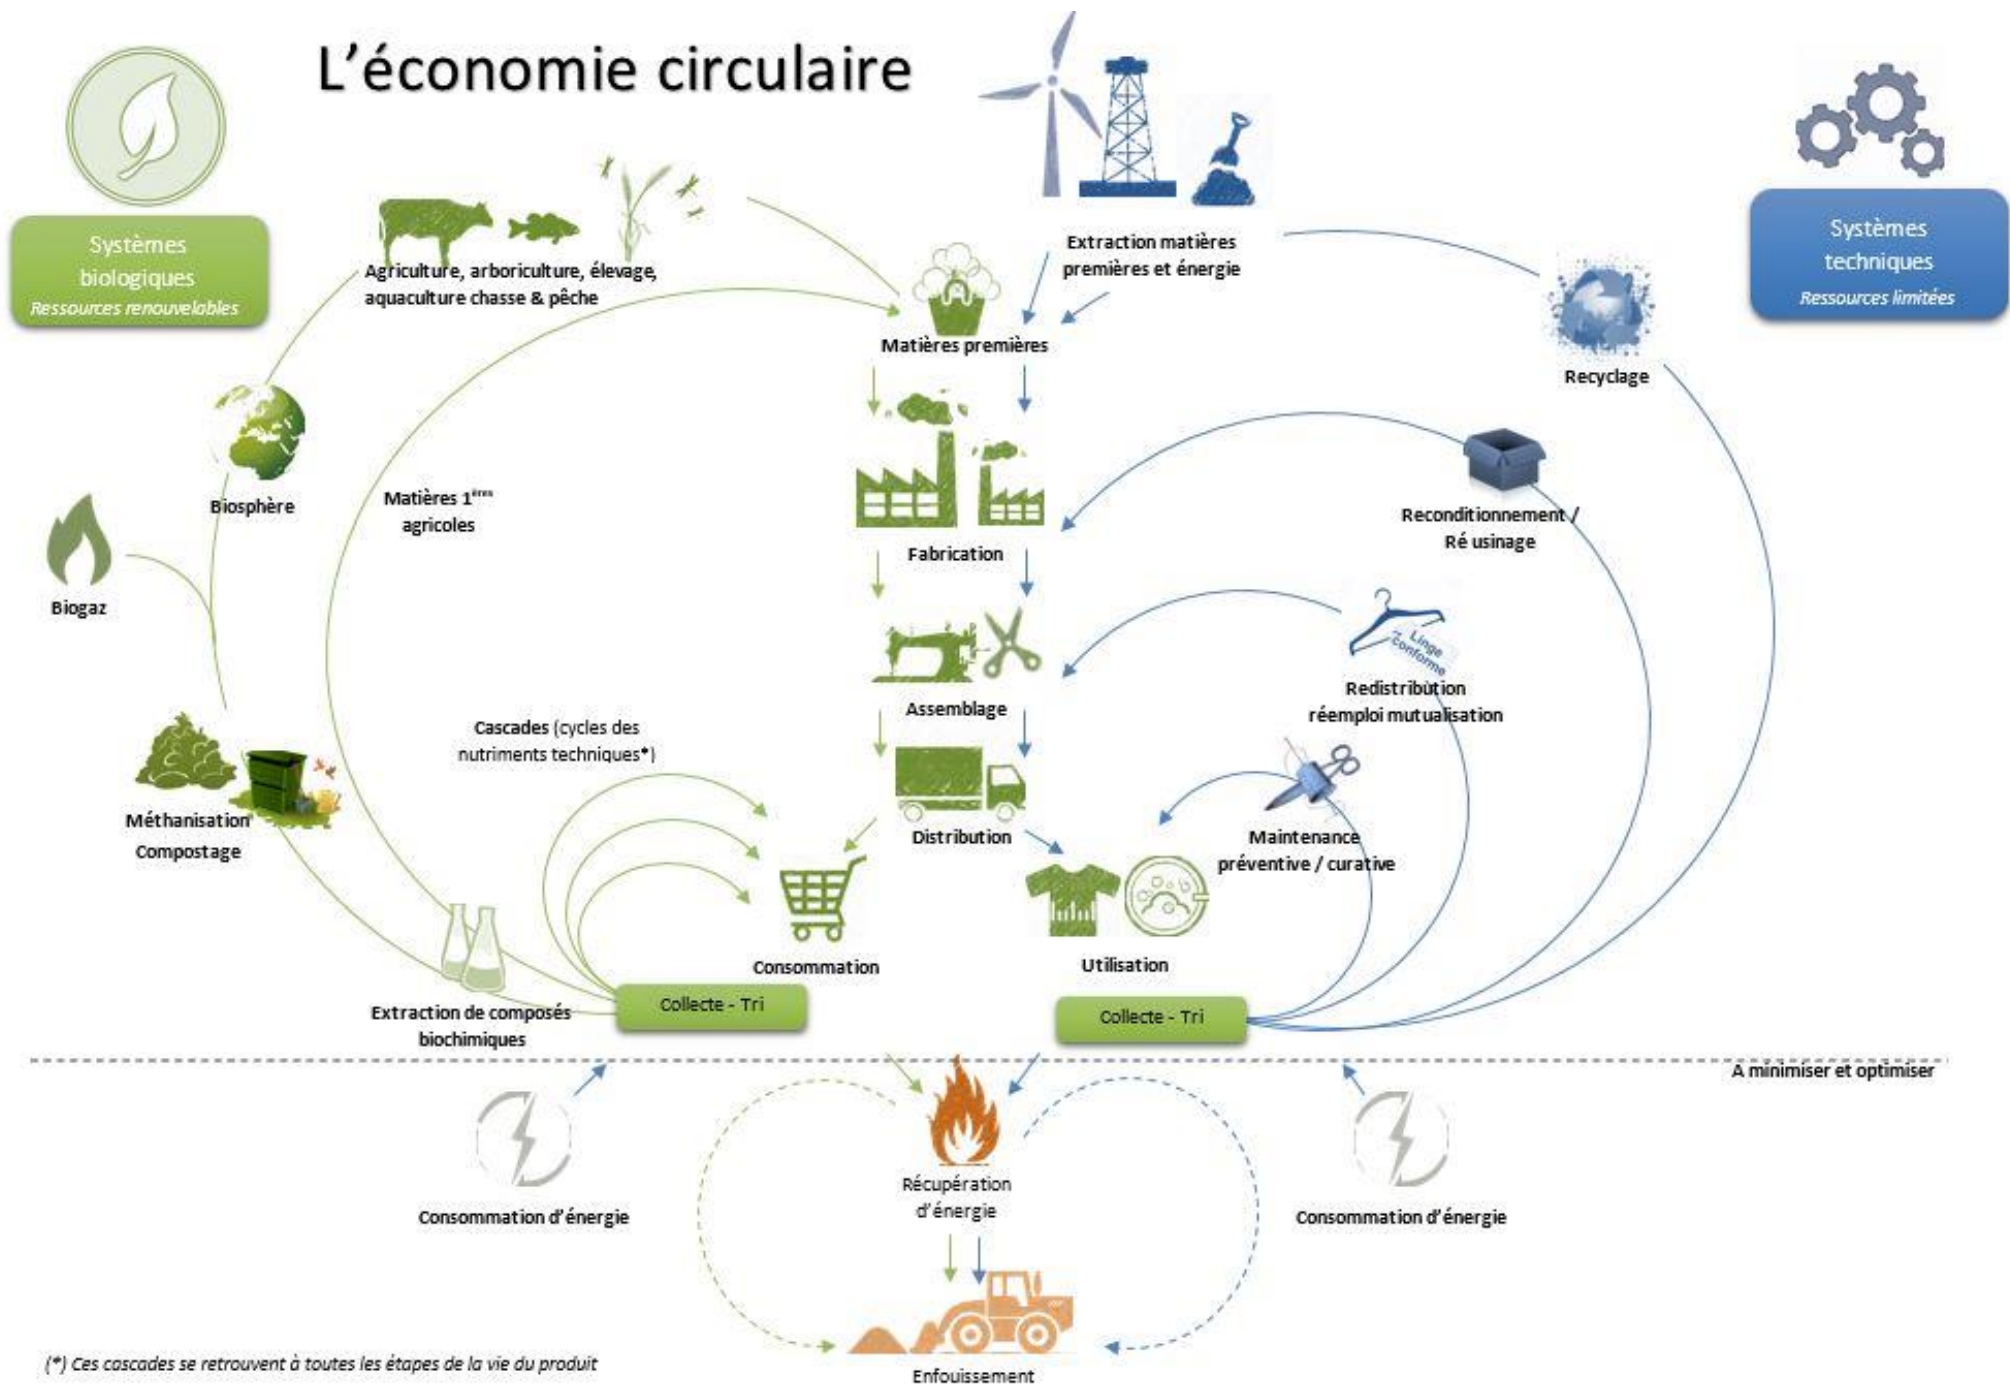 L'économie circulaire
Systèmes
biologiques
Ressources renouvelables
Systèmes
techniques
Ressources limitées
Agriculture, arboriculture, élevage,
aquaculture chasse & pêche
Extraction matières
premières et énergie
Matières premières
Recyclage
Biosphère
Matières 1ères
agricoles
Reconditionnement /
Ré usinage
Fabrication
Biogaz
Linge
conforme
Redistribution
réemploi mutualisation
Assemblage
Cascades (cycles des
nutriments techniques*)
Méthanisation
Compostage
Distribution
Maintenance
préventive / curative
Consommation
Utilisation
Collecte - Tri
Collecte - Tri
Extraction de composés
biochimiques
A minimiser et optimiser
Consommation d'énergie
Récupération
d'énergie
Consommation d'énergie
Enfouissement
(*) Ces cascades se retrouvent à toutes les étapes de la vie du produit